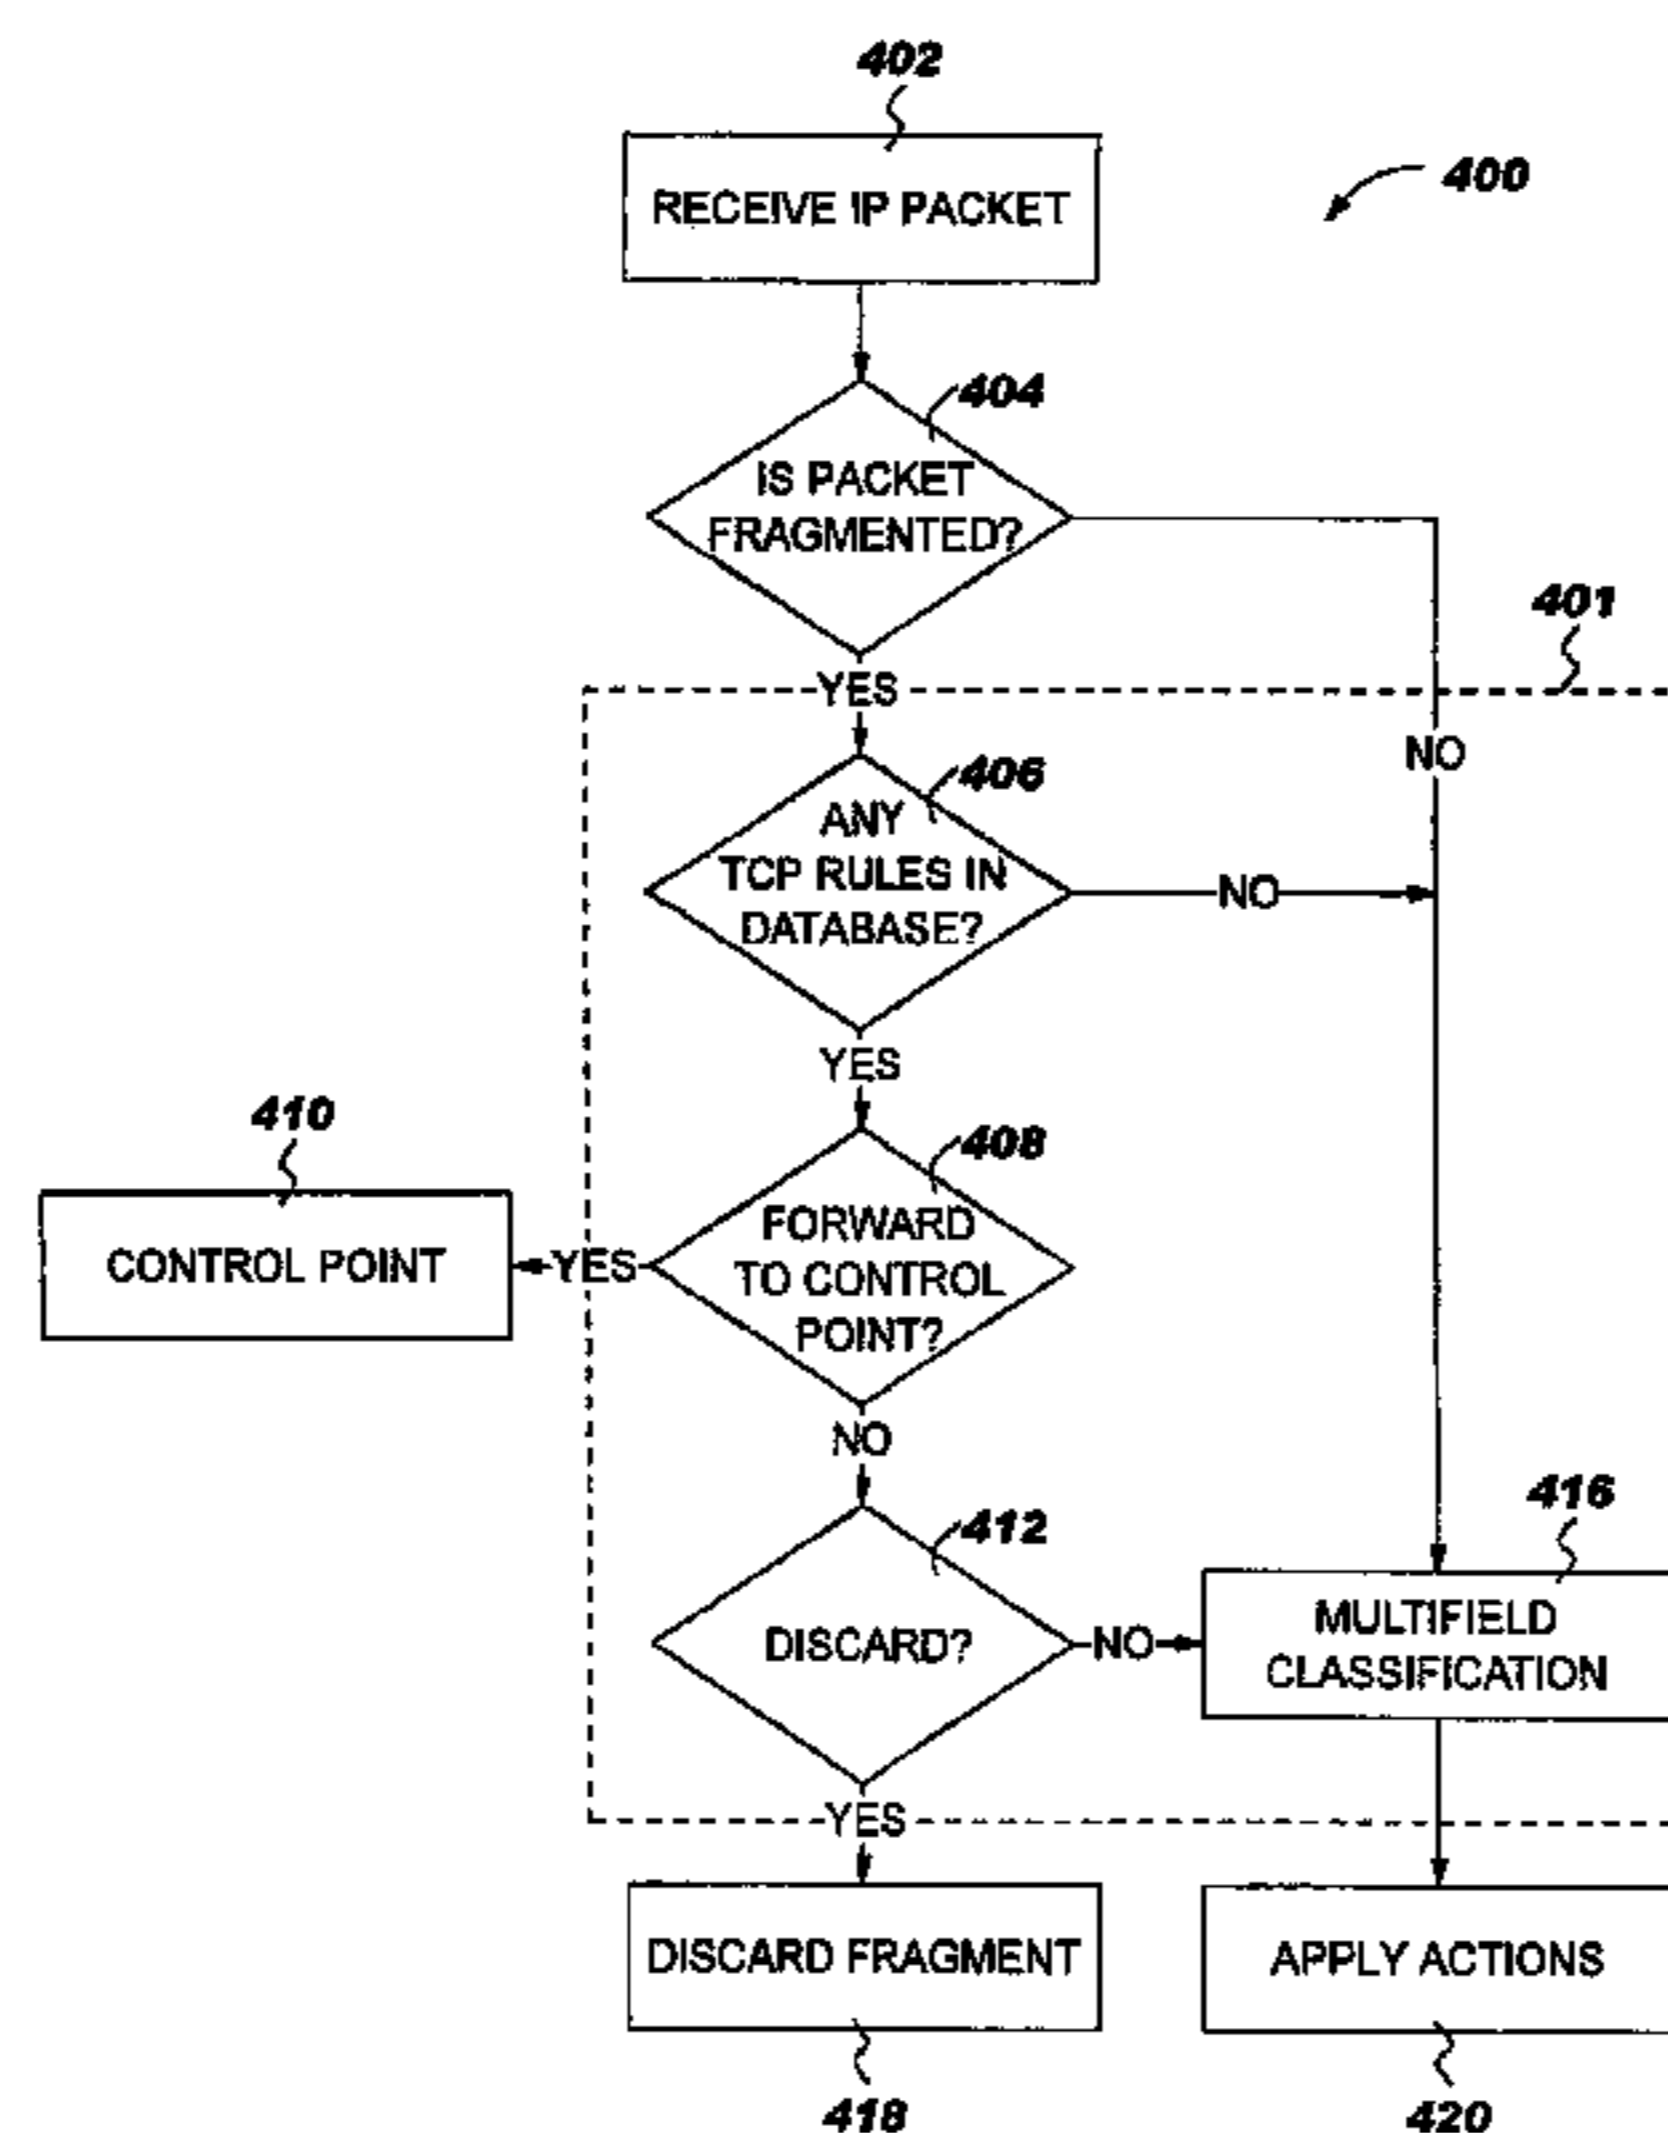 402
RECEIVE IP PACKET
400
404
IS PACKET
FRAGMENTED?
401
YES
NO
406
ANY
TCP RULES IN
DATABASE?
NO
YES
410
408
CONTROL POINT
YES
FORWARD
TO CONTROL
POINT?
NO
416
412
DISCARD?
NO
MULTIFIELD
CLASSIFICATION
YES
DISCARD FRAGMENT
APPLY ACTIONS
418
420